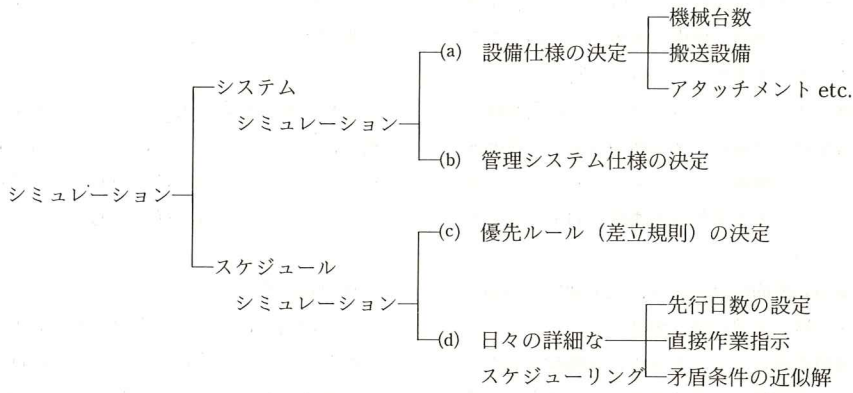 機械台数
(a) 設備仕様の決定
搬送設備
アタッチメント etc.
システム
シミュレーション
(b) 管理システム仕様の決定
シミュレーション
(c) 優先ルール（差立規則）の決定
スケジュール
シミュレーション
先行日数の設定
(d) 日々の詳細な
直接作業指示
スケジューリング
矛盾条件の近似解